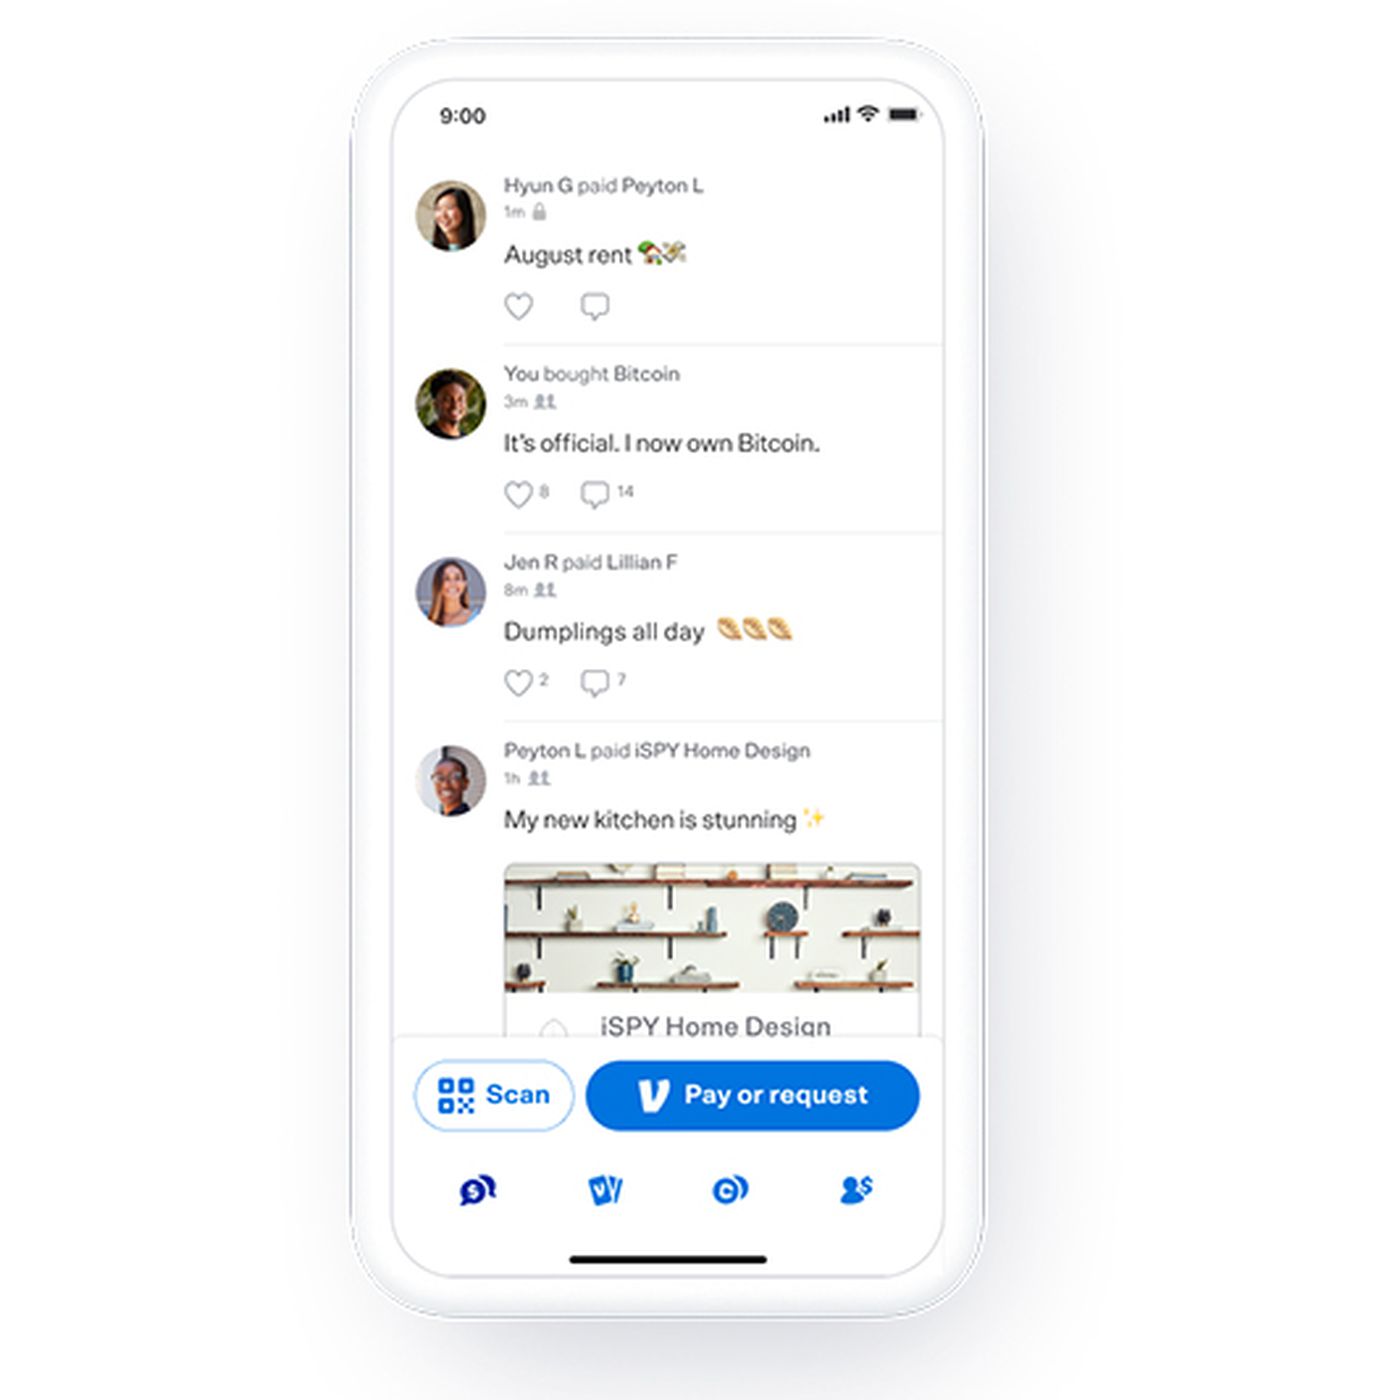 9:00
Hyun G paid Peyton L
1m
August rent 🏡💸
You bought Bitcoin
3m
It's official. I now own Bitcoin.
8 14
Jen R paid Lillian F
8m
Dumplings all day 🥟🥟🥟
2 7
Peyton L paid iSPY Home Design
1h
My new kitchen is stunning ✨
iSPY Home Design
Scan
V Pay or request